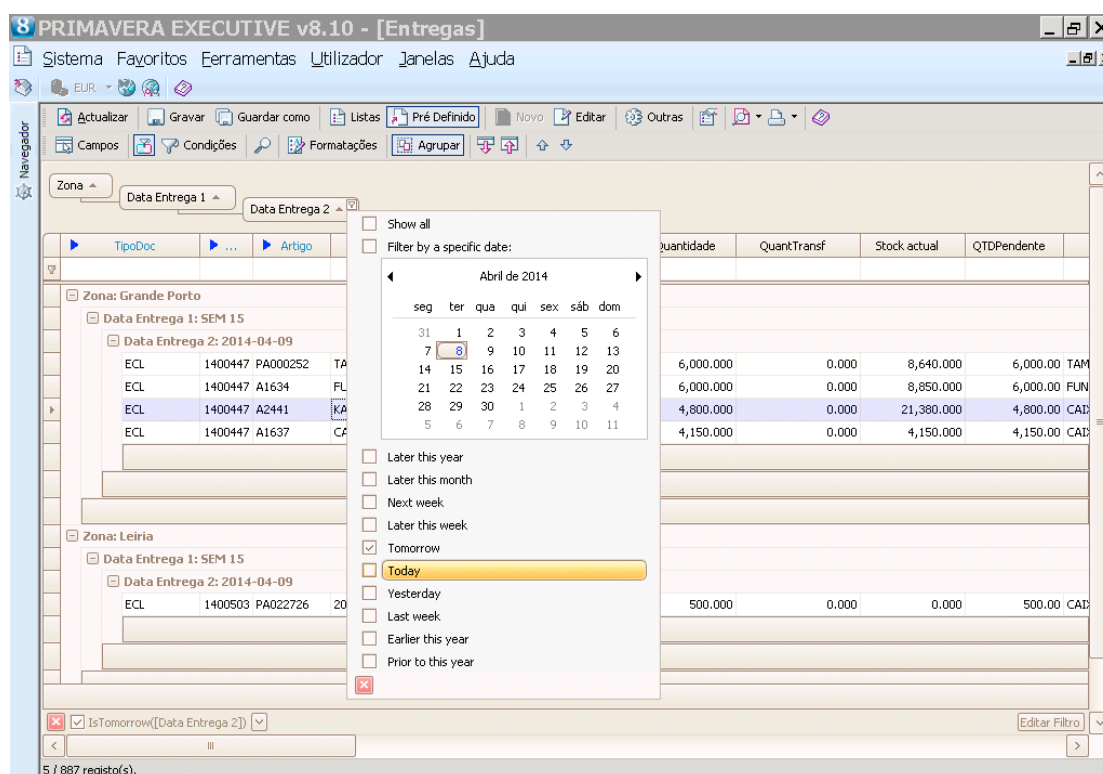 8 PRIMAVERA EXECUTIVE v8.10 - [Entregas]
Sistema Favoritos Ferramentas Utilizador Janelas Ajuda
EUR
Navegador
Actualizar Gravar Guardar como Listas Pré Definido Novo Editar Outras
Campos Condições Formatações Agrupar
Zona
Data Entrega 1
Data Entrega 2
TipoDoc ... Artigo QuantTransf Stock actual QTDPendente
Zona: Grande Porto
Data Entrega 1: SEM 15
Data Entrega 2: 2014-04-09
ECL 1400447 PA000252 TA 6,000.000 0.000 8,640.000 6,000.00 TAM
ECL 1400447 A1634 FU 6,000.000 0.000 8,850.000 6,000.00 FUN
ECL 1400447 A2441 KA 4,800.000 0.000 21,380.000 4,800.00 CAI
ECL 1400447 A1637 CA 4,150.000 0.000 4,150.000 4,150.00 CAI
Zona: Leiria
Data Entrega 1: SEM 15
Data Entrega 2: 2014-04-09
ECL 1400503 PA022726 20 500.000 0.000 0.000 500.00 CAI
Show all
Filter by a specific date:
Abril de 2014
seg ter qua qui sex sáb dom
31 1 2 3 4 5 6
7 8 9 10 11 12 13
14 15 16 17 18 19 20
21 22 23 24 25 26 27
28 29 30 1 2 3 4
5 6 7 8 9 10 11
Later this year
Later this month
Next week
Later this week
Tomorrow
Today
Yesterday
Last week
Earlier this year
Prior to this year
IsTomorrow([Data Entrega 2])
Editar Filtro
5 / 887 registo(s).